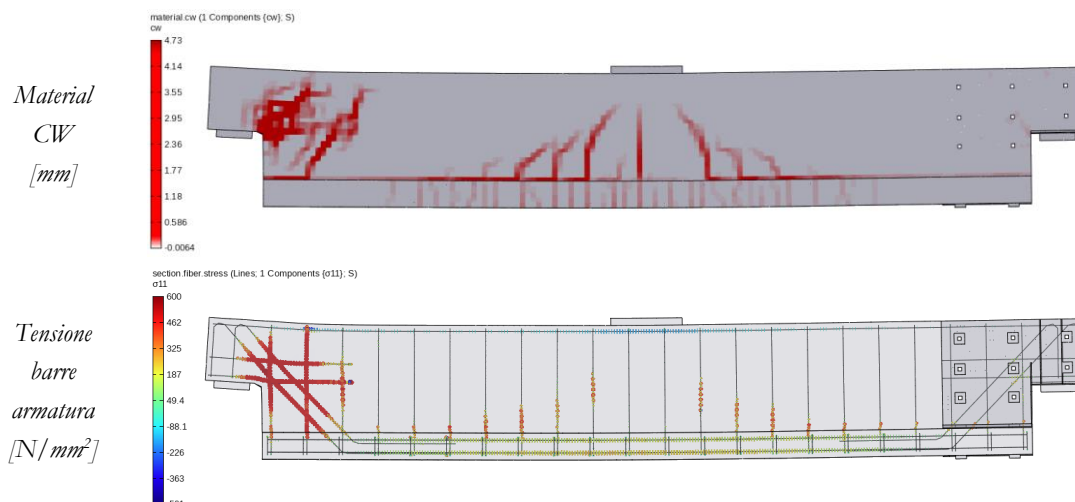 material.cw (1 Components {cw}; S)
cw
Material
CW
[mm]
4.73
4.14
3.55
2.95
2.36
1.77
1.18
0.586
-0.0064
section.fiber.stress (Lines; 1 Components {σ11}; S)
σ11
Tensione
barre
armatura
[N/mm²]
600
462
325
187
49.4
-88.1
-226
-363